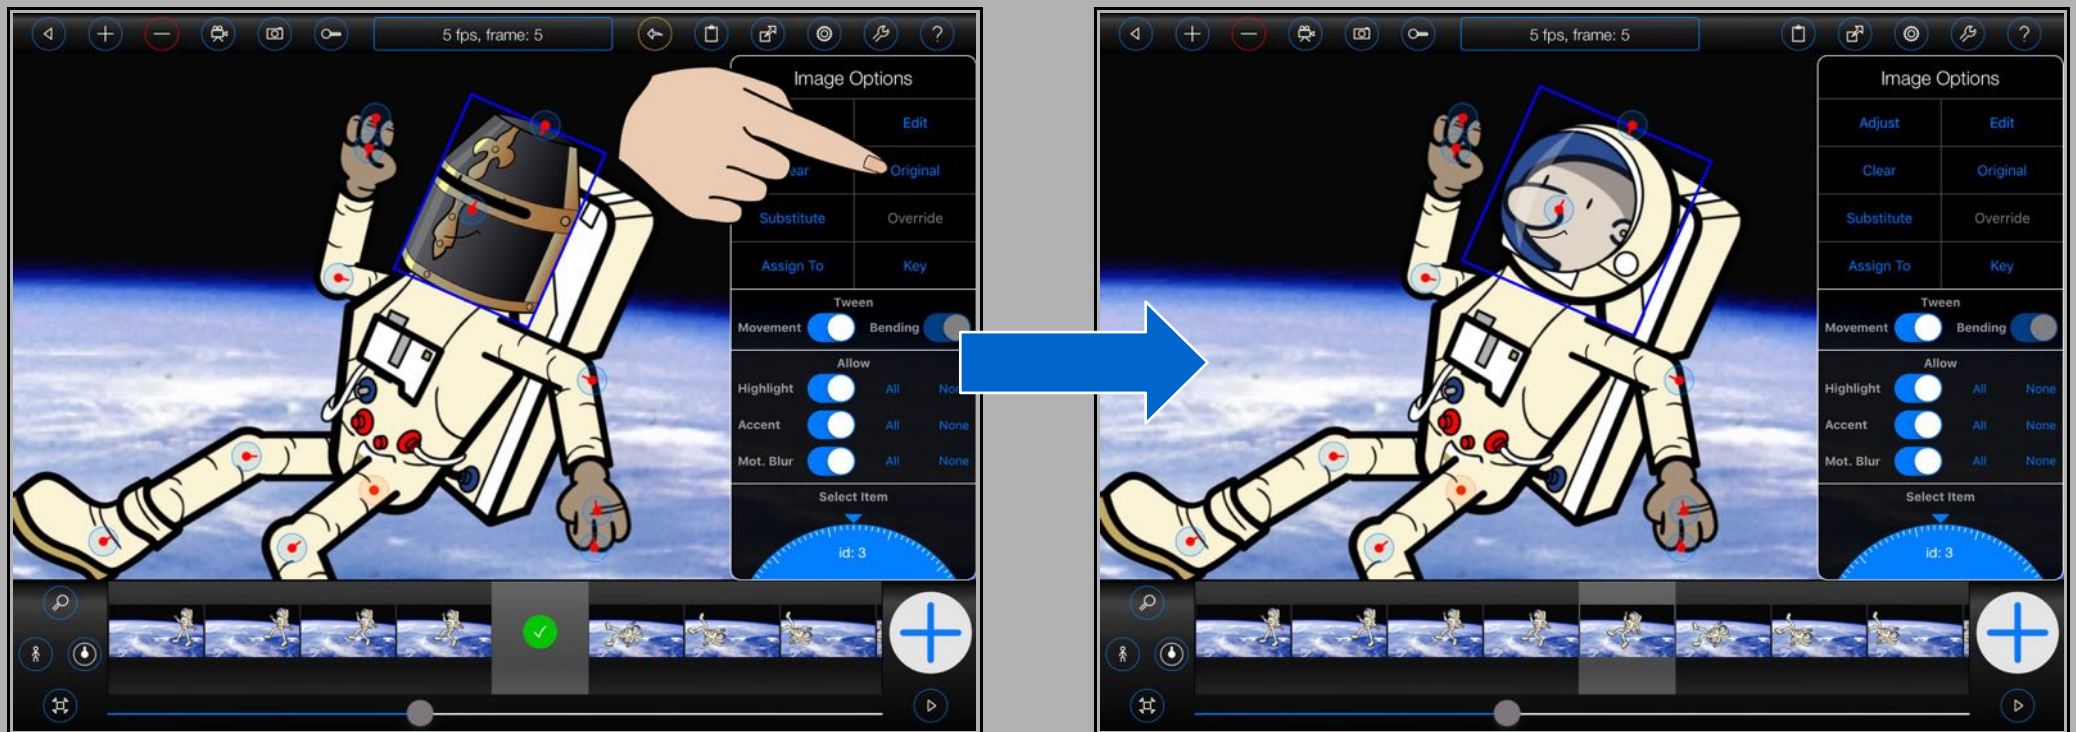 5 fps, frame: 5
?
Image Options
Edit
ear
Original
Substitute
Override
Assign To
Key
Tween
Movement
Bending
Allow
Highlight
All
Accent
All
None
Mot. Blur
All
None
Select Item
id: 3
5 fps, frame: 5
?
Image Options
Adjust
Edit
Clear
Original
Substitute
Override
Assign To
Key
Tween
Movement
Bending
Allow
Highlight
All
None
Accent
All
None
Mot. Blur
All
None
Select Item
id: 3